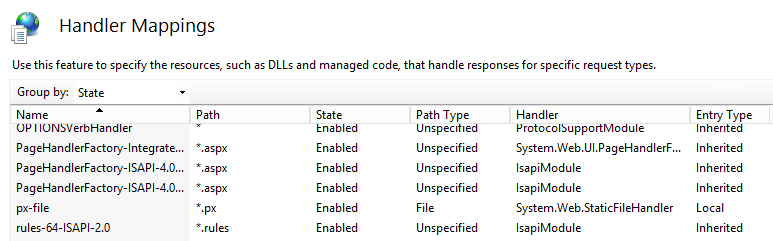 Handler Mappings
Use this feature to specify the resources, such as DLLs and managed code, that handle responses for specific request types.
Group by: State
Name Path State Path Type Handler Entry Type
OPTIONSVerbHandler * Enabled Unspecified ProtocolSupportModule Inherited
PageHandlerFactory-Integrate... *.aspx Enabled Unspecified System.Web.UI.PageHandlerF... Inherited
PageHandlerFactory-ISAPI-4.0... *.aspx Enabled Unspecified IsapiModule Inherited
PageHandlerFactory-ISAPI-4.0... *.aspx Enabled Unspecified IsapiModule Inherited
px-file *.px Enabled File System.Web.StaticFileHandler Local
rules-64-ISAPI-2.0 *.rules Enabled Unspecified IsapiModule Inherited